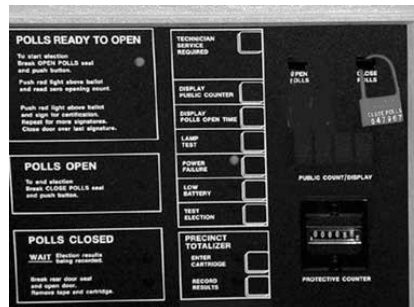 POLLS READY TO OPEN
To start election
Break OPEN POLLS seal
and push button.
Push red light above ballot
and read zero opening count.
Push red light above ballot
and sign for certification.
Repeat for more signatures.
Close door over last signature.
POLLS OPEN
To end election
Break CLOSE POLLS seal
and push button.
POLLS CLOSED
WAIT Election results
being recorded.
Break rear door seal
and open door.
Remove tape and cartridge.
TECHNICIAN
SERVICE
REQUIRED
DISPLAY
PUBLIC COUNTER
DISPLAY
POLLS OPEN TIME
LAMP
TEST
POWER
FAILURE
LOW
BATTERY
TEST
ELECTION
PRECINCT
TOTALIZER
ENTER
CARTRIDGE
RECORD
RESULTS
OPEN
POLLS
CLOSE
POLLS
CLOSE POLLS
PUBLIC COUNT/DISPLAY
PROTECTIVE COUNTER